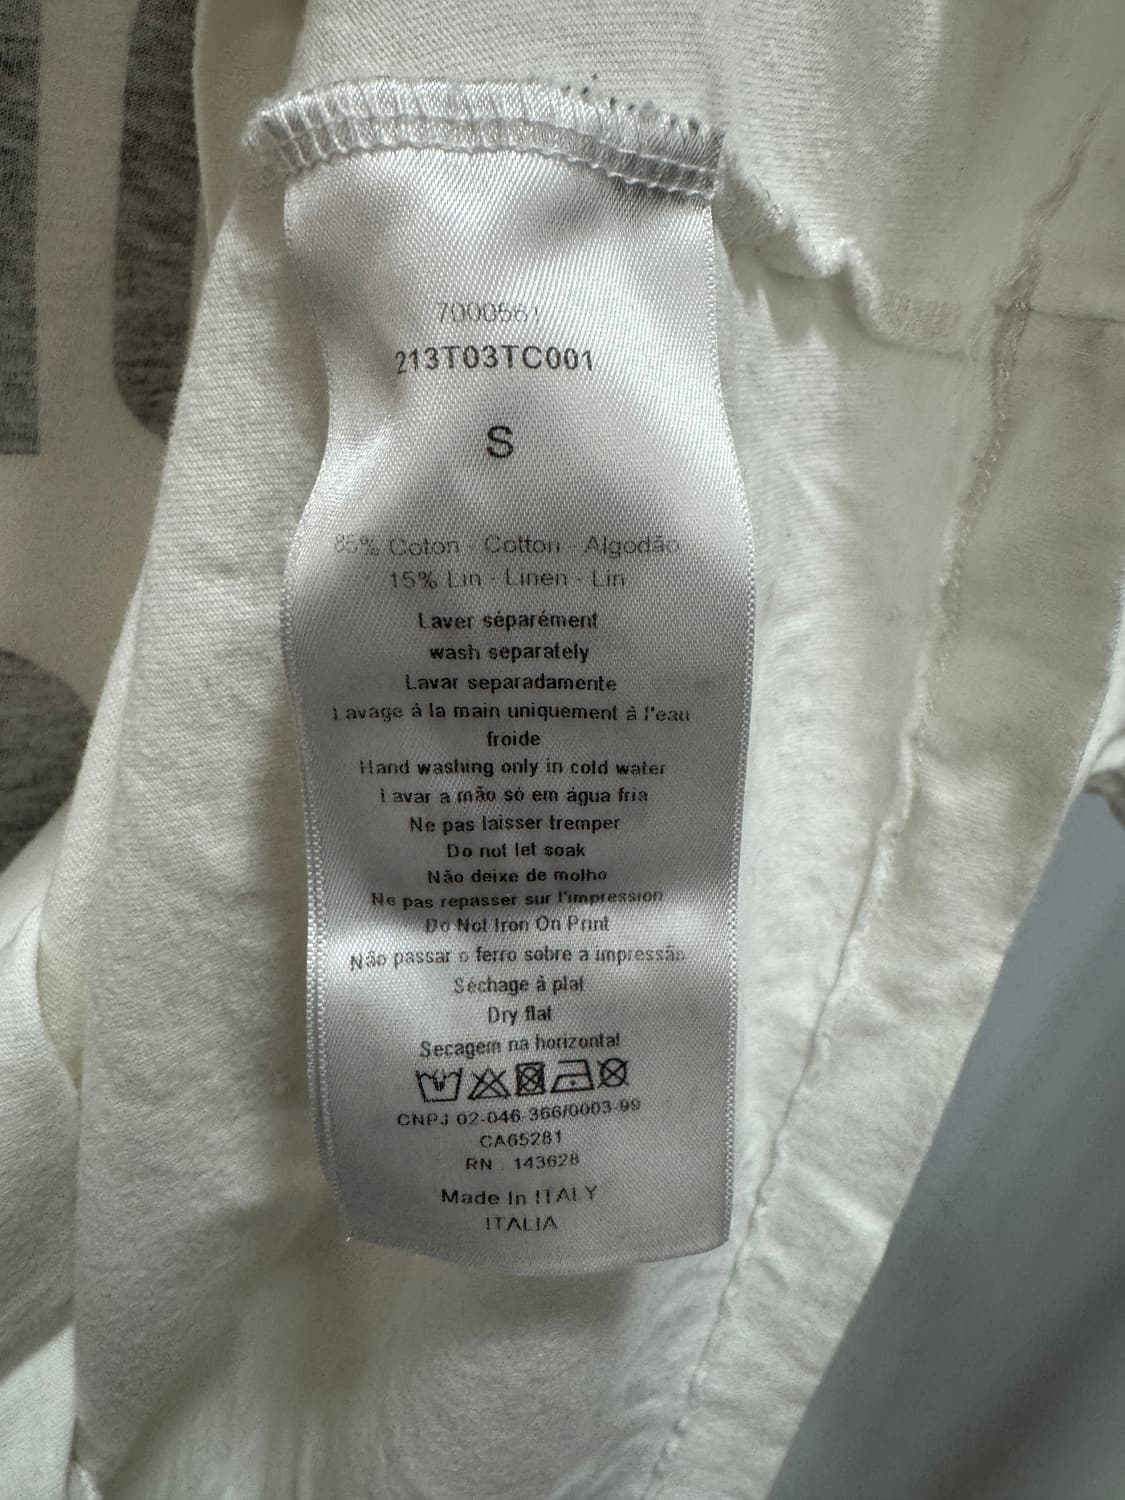 7000561
213T03TC001
S
85% Coton - Cotton - Algodão
15% Lin - Linen - Lin
Laver séparément
wash separately
Lavar separadamente
Lavage à la main uniquement à l'eau
froide
Hand washing only in cold water
Lavar a mão só em água fria
Ne pas laisser tremper
Do not let soak
Não deixe de molho
Ne pas repasser sur l'impression
Do Not Iron On Print
Não passar o ferro sobre a impressão
Séchage à plat
Dry flat
Secagem na horizontal
CNPJ 02-046-366/0003-99
CA65281
RN . 143628
Made In ITALY
ITALIA